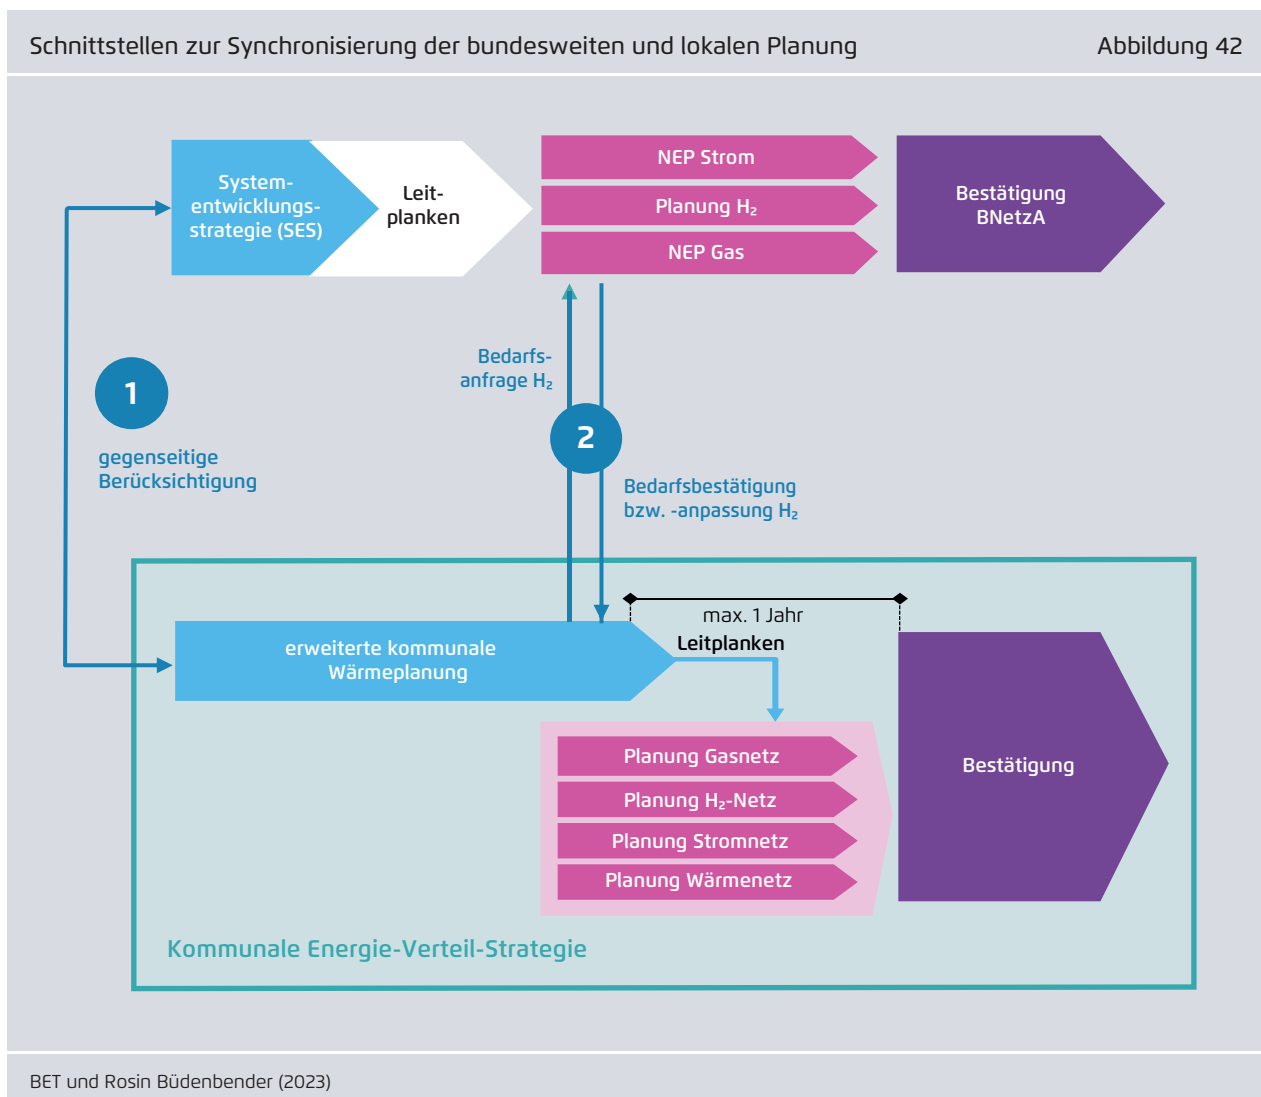 Schnittstellen zur Synchronisierung der bundesweiten und lokalen Planung
Abbildung 42
System-
entwicklungs-
strategie (SES)
Leit-
planken
NEP Strom
Planung H₂
NEP Gas
Bestätigung
BNetzA
1
gegenseitige
Berücksichtigung
Bedarfs-
anfrage H₂
2
Bedarfsbestätigung
bzw. -anpassung H₂
erweiterte kommunale
Wärmeplanung
max. 1 Jahr
Leitplanken
Planung Gasnetz
Planung H₂-Netz
Planung Stromnetz
Planung Wärmenetz
Bestätigung
Kommunale Energie-Verteil-Strategie
BET und Rosin Büdenbender (2023)